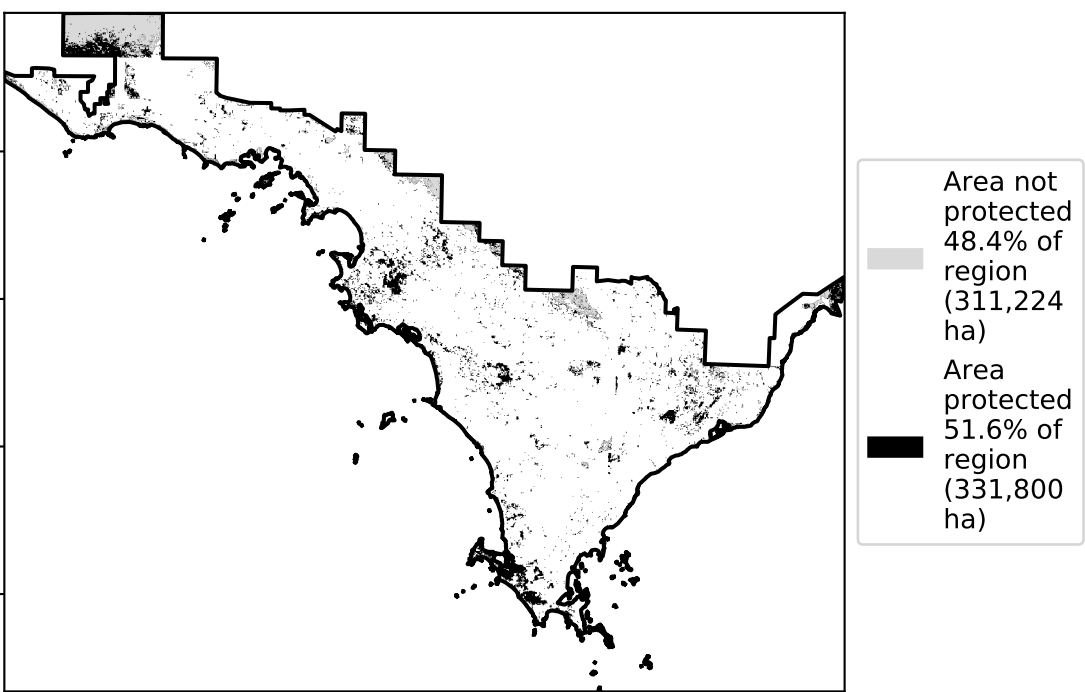 Area not
protected
48.4% of
region
(311,224
ha)
Area
protected
51.6% of
region
(331,800
ha)